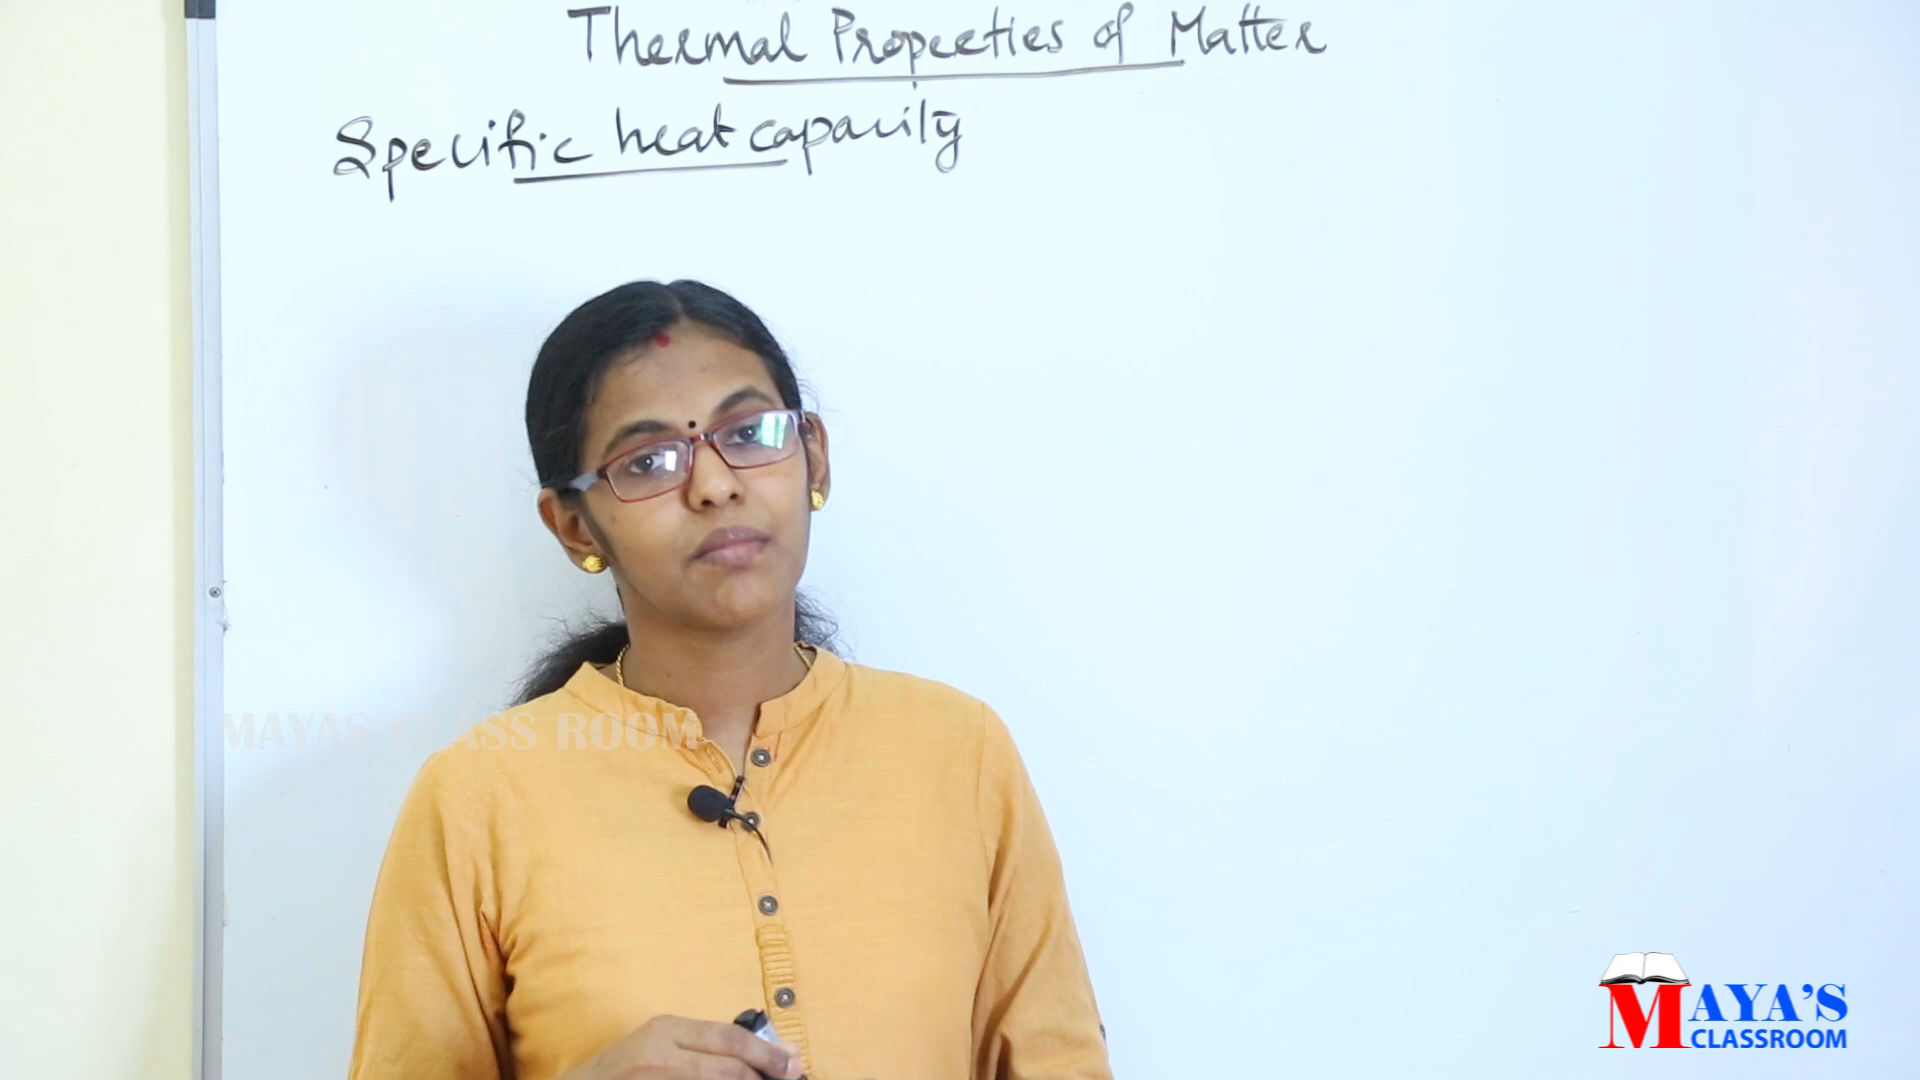 Thermal Properties of Matter
Specific heat capacity
MAYAS CLASS ROOM
MAYA'S
CLASSROOM